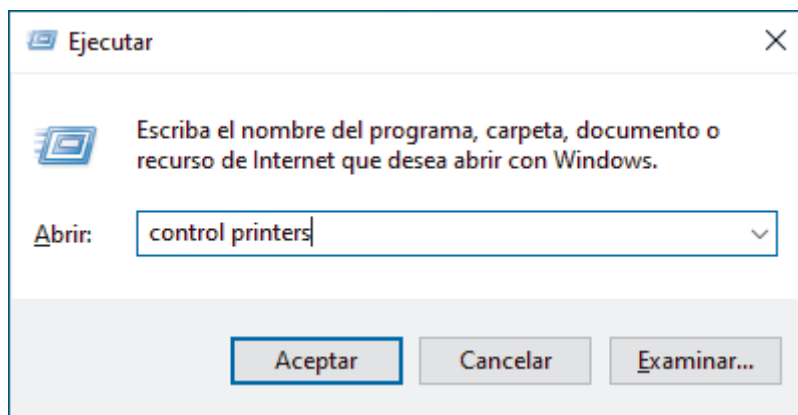 Ejecutar
Escriba el nombre del programa, carpeta, documento o
recurso de Internet que desea abrir con Windows.
Abrir: control printers
Aceptar Cancelar Examinar...